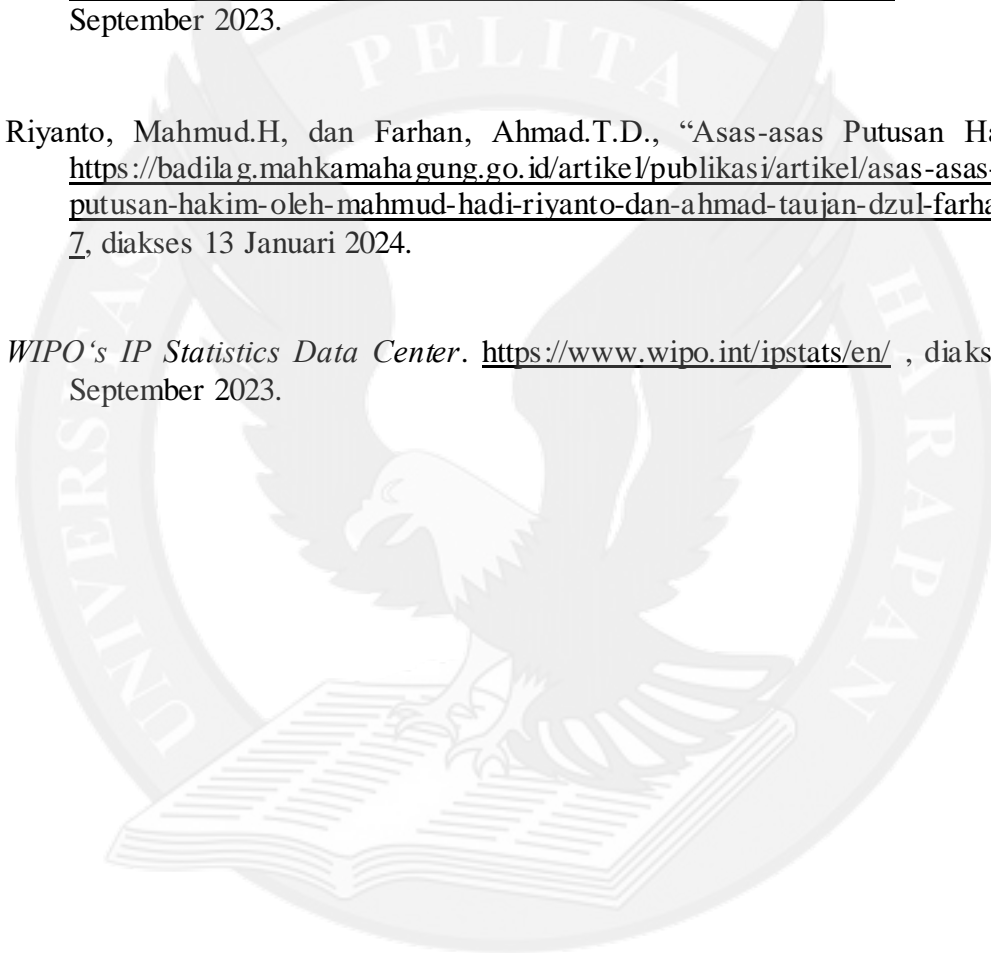 September 2023.
Riyanto, Mahmud.H, dan Farhan, Ahmad.T.D., “Asas-asas Putusan Ha
https://badilag.mahkamahagung.go.id/artikel/publikasi/artikel/asas-asas-
putusan-hakim-oleh-mahmud-hadi-riyanto-dan-ahmad-taujan-dzul-farha
7, diakses 13 Januari 2024.
WIPO‘s IP Statistics Data Center. https://www.wipo.int/ipstats/en/ , diaks
September 2023.
UNIVERSITAS PELITA HARAPAN